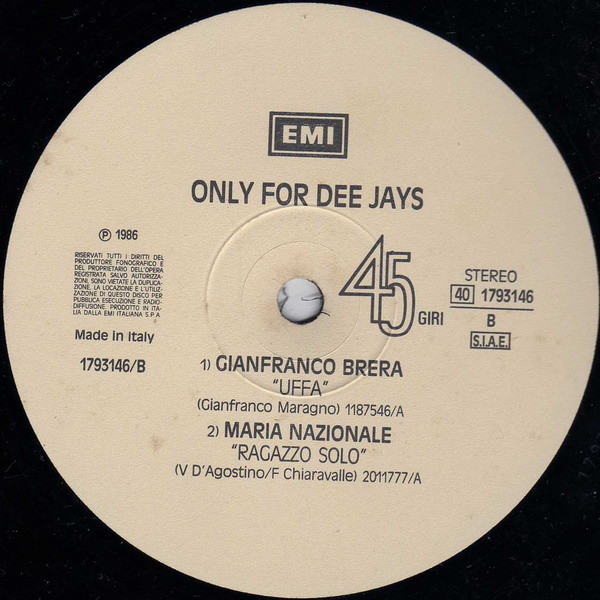 EMI
ONLY FOR DEE JAYS
℗ 1986
RISERVATI TUTTI I DIRITTI DEL
PRODUTTORE FONOGRAFICO E
DEL PROPRIETARIO DELL'OPERA
REGISTRATA SALVO AUTORIZZA-
ZIONE, SONO VIETATE LA DUPLICA-
ZIONE, LA LOCAZIONE E L'UTILIZ-
ZAZIONE DI QUESTO DISCO PER
PUBBLICA ESECUZIONE E RADIO-
DIFFUSIONE. PRODOTTO IN ITA-
LIA DALLA EMI ITALIANA S.P.A
Made in Italy
1793146/B
45 GIRI
STEREO
40 1793146
B
S.I.A.E.
1) GIANFRANCO BRERA
"UFFA"
(Gianfranco Maragno) 1187546/A
2) MARIA NAZIONALE
"RAGAZZO SOLO"
(V D'Agostino/F Chiaravalle) 2011777/A